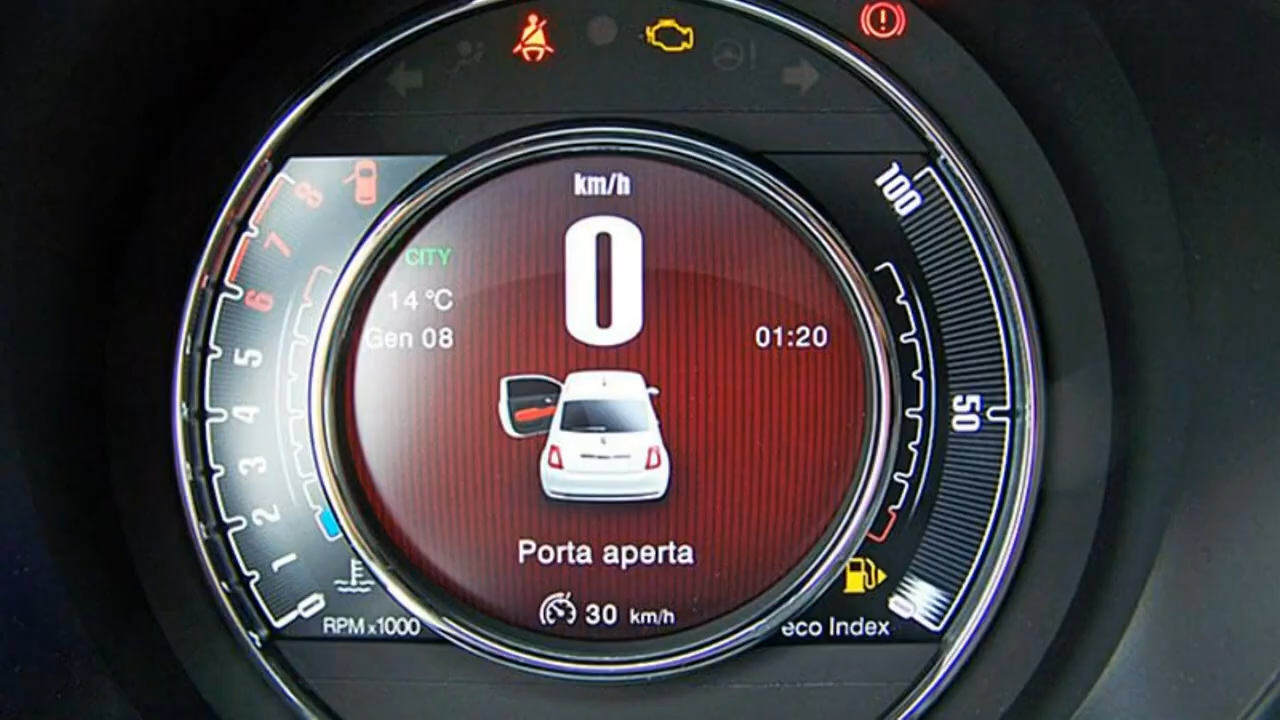 km/h
0
CITY
14 °C
Gen 08
01:20
Porta aperta
30 km/h
8
7
6
5
4
3
2
1
0
RPM x1000
100
50
0
eco Index